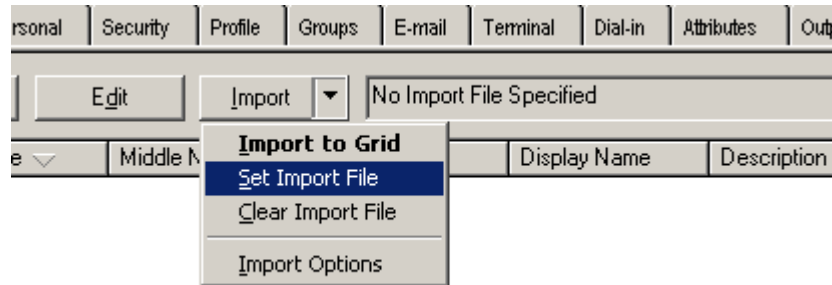 rsonal Security Profile Groups E-mail Terminal Dial-in Attributes Outp
Edit Import No Import File Specified
e Middle N Display Name Description
Import to Grid
Set Import File
Clear Import File
Import Options